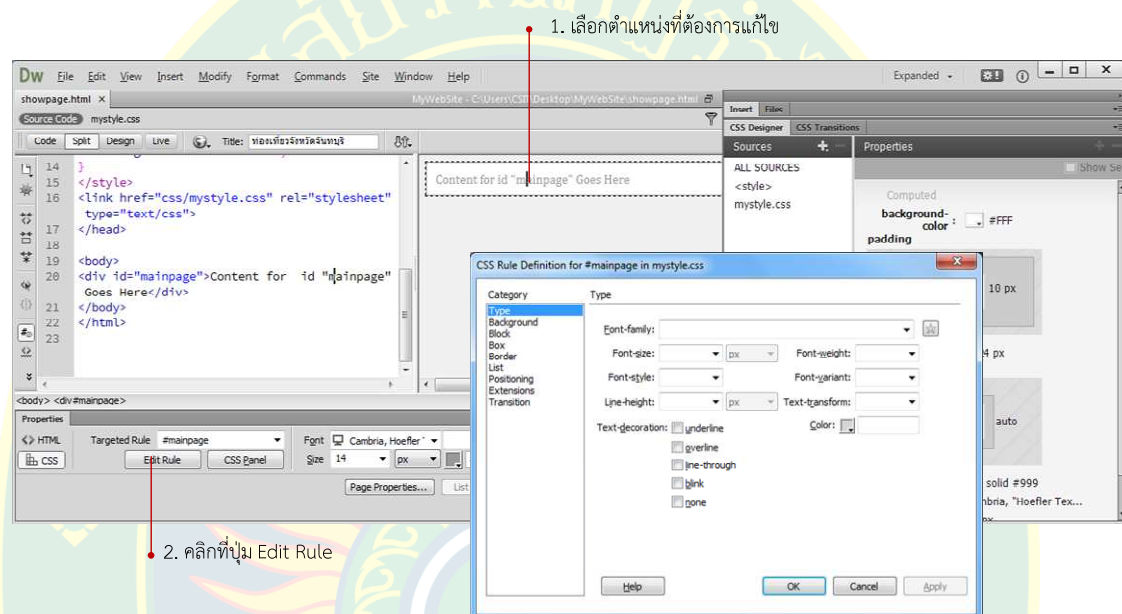 1. เลือกตำแหน่งที่ต้องการแก้ไข
Dw File Edit View Insert Modify Format Commands Site Window Help Expanded
showpage.html × MyWebSite - C:\Users\CSIT\Desktop\MyWebSite\showpage.html
Source Code mystyle.css
Code Split Design Live Title: ท่องเที่ยวจังหวัดจันทบุรี
Insert Files
CSS Designer CSS Transitions
Sources Properties
ALL SOURCES Show Se
<style>
mystyle.css
Computed
background-color : #FFF
padding
10 px
4 px
auto
solid #999
mbria, "Hoefler Tex...
px
14 }
15 </style>
16 <link href="css/mystyle.css" rel="stylesheet"
type="text/css">
17 </head>
18
19 <body>
20 <div id="mainpage">Content for id "mainpage"
Goes Here</div>
21 </body>
22 </html>
23
Content for id "mainpage" Goes Here
<body> <div#mainpage>
Properties
<> HTML Targeted Rule #mainpage Font Cambria, Hoefler
CSS Edit Rule CSS Panel Size 14 px
Page Properties... List
CSS Rule Definition for #mainpage in mystyle.css
Category Type
Type
Background
Block
Box
Border
List
Positioning
Extensions
Transition
Font-family:
Font-size: px Font-weight:
Font-style: Font-variant:
Line-height: px Text-transform:
Text-decoration: underline Color:
overline
line-through
blink
none
Help OK Cancel Apply
2. คลิกที่ปุ่ม Edit Rule